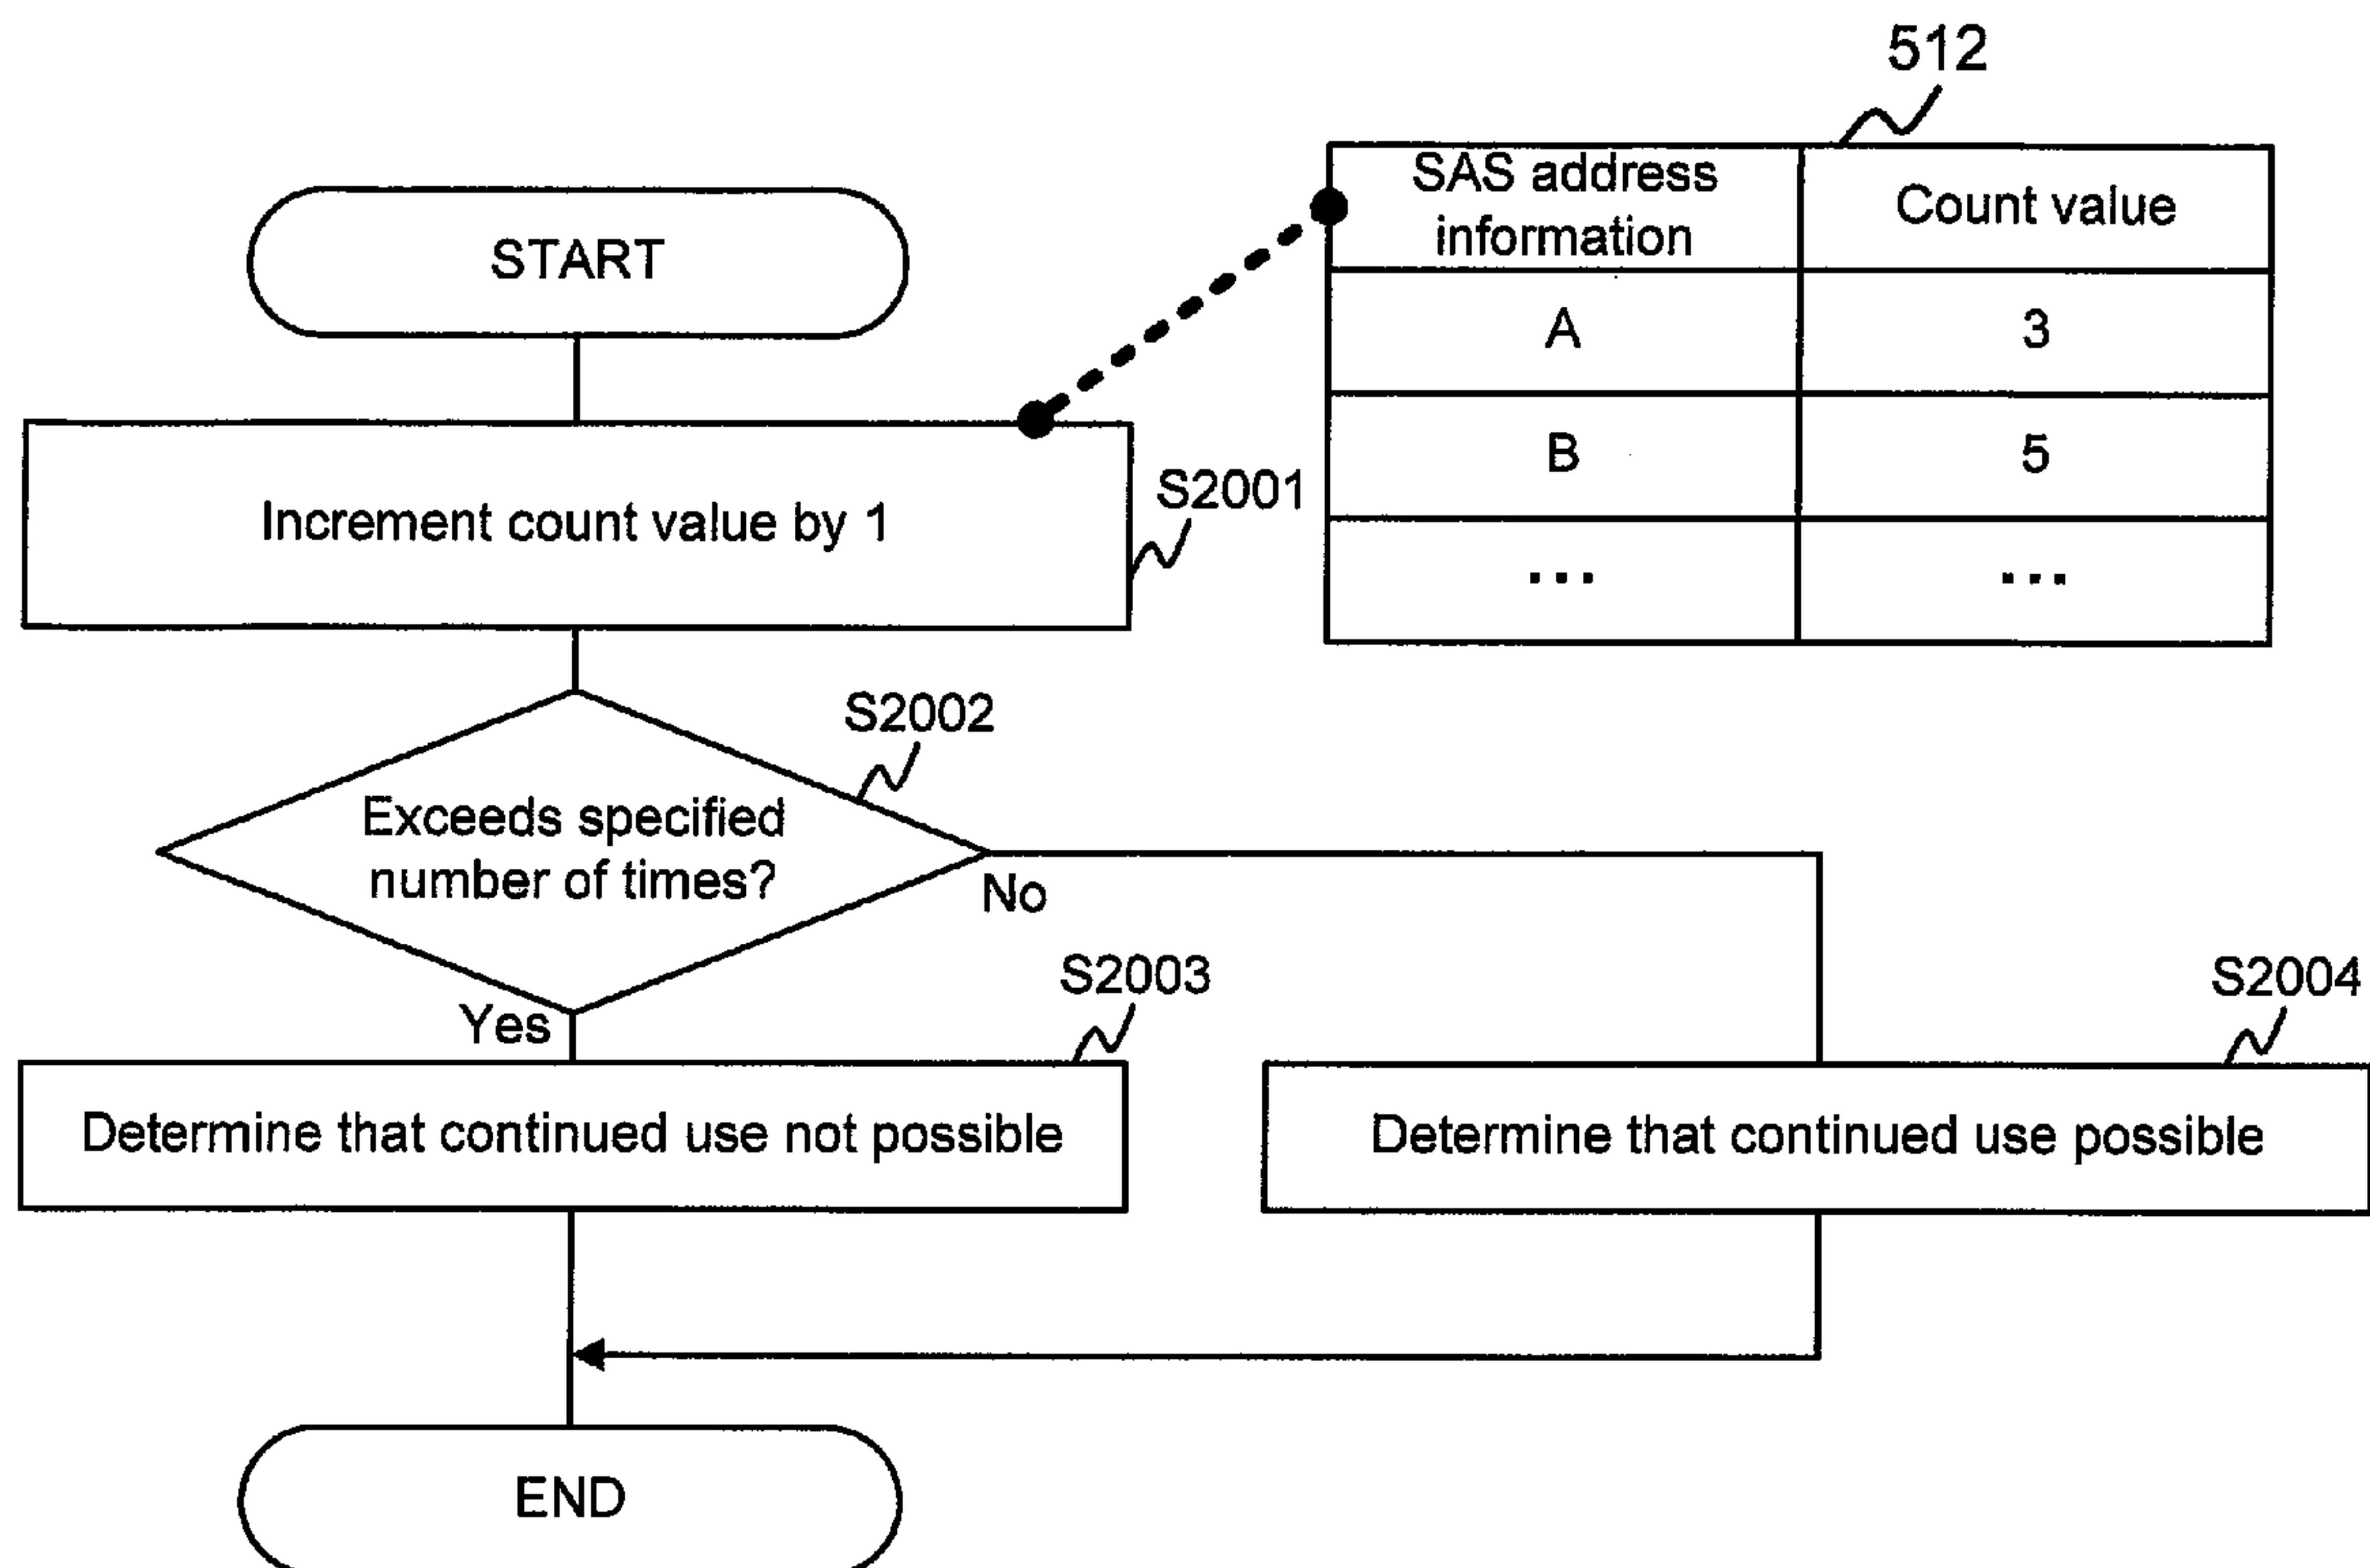 512
SAS address
information
Count value
A
3
B
5
...
...
START
Increment count value by 1
S2001
S2002
Exceeds specified
number of times?
No
Yes
S2003
S2004
Determine that continued use not possible
Determine that continued use possible
END